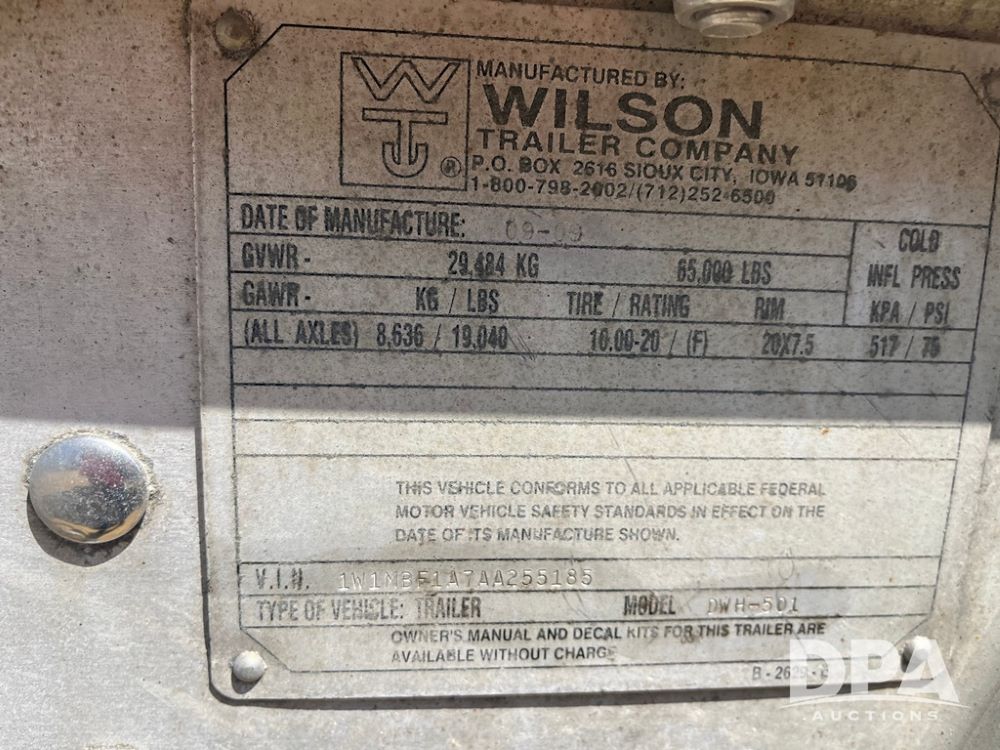 WTJ ®
MANUFACTURED BY:
WILSON
TRAILER COMPANY
P.O. BOX 2616 SIOUX CITY, IOWA 51106
1-800-798-2002/(712)252-6500
DATE OF MANUFACTURE: 09-09
COLD
INFL PRESS
KPA / PSI
GVWR - 29,484 KG 65,000 LBS
GAWR - KG / LBS TIRE / RATING RIM
(ALL AXLES) 8,636 / 19,040 10.00-20 / (F) 20X7.5 517 / 75
THIS VEHICLE CONFORMS TO ALL APPLICABLE FEDERAL
MOTOR VEHICLE SAFETY STANDARDS IN EFFECT ON THE
DATE OF ITS MANUFACTURE SHOWN.
V.I.N. 1W1MBF1A7AA255185
TYPE OF VEHICLE: TRAILER MODEL DWH-501
OWNER'S MANUAL AND DECAL KITS FOR THIS TRAILER ARE
AVAILABLE WITHOUT CHARGE
DPA
AUCTIONS